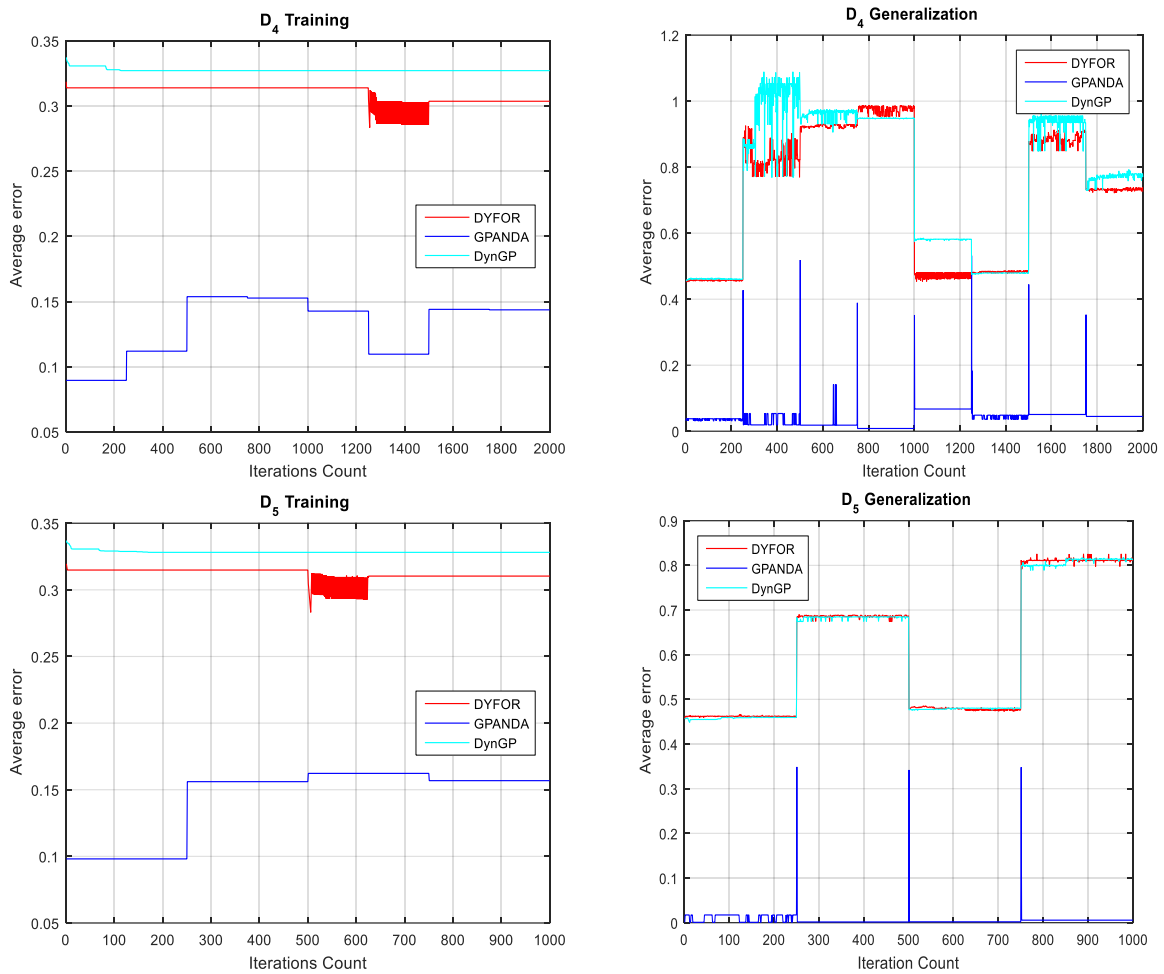 D4 Training
0.35
0.3
0.25
0.2
0.15
0.1
0.05
Average error
DYFOR
GPANDA
DynGP
0 200 400 600 800 1000 1200 1400 1600 1800 2000
Iterations Count
D4 Generalization
1.2
1
0.8
0.6
0.4
0.2
0
Average error
DYFOR
GPANDA
DynGP
0 200 400 600 800 1000 1200 1400 1600 1800 2000
Iteration Count
D5 Training
0.35
0.3
0.25
0.2
0.15
0.1
0.05
Average error
DYFOR
GPANDA
DynGP
0 100 200 300 400 500 600 700 800 900 1000
Iterations Count
D5 Generalization
0.9
0.8
0.7
0.6
0.5
0.4
0.3
0.2
0.1
0
Average error
DYFOR
GPANDA
DynGP
0 100 200 300 400 500 600 700 800 900 1000
Iteration Count